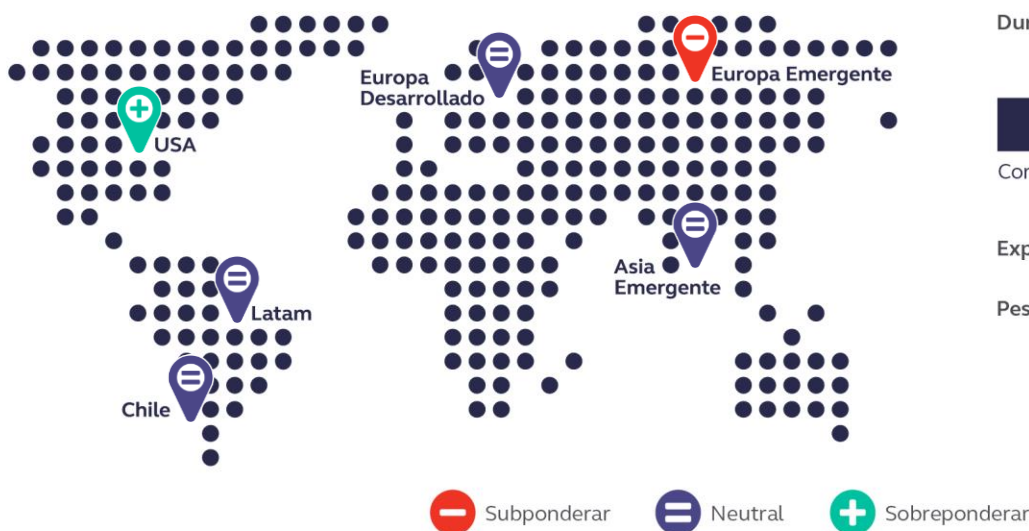 Europa
Desarrollado
Europa Emergente
USA
Asia
Emergente
Latam
Chile
Subponderar
Neutral
Sobreponderar